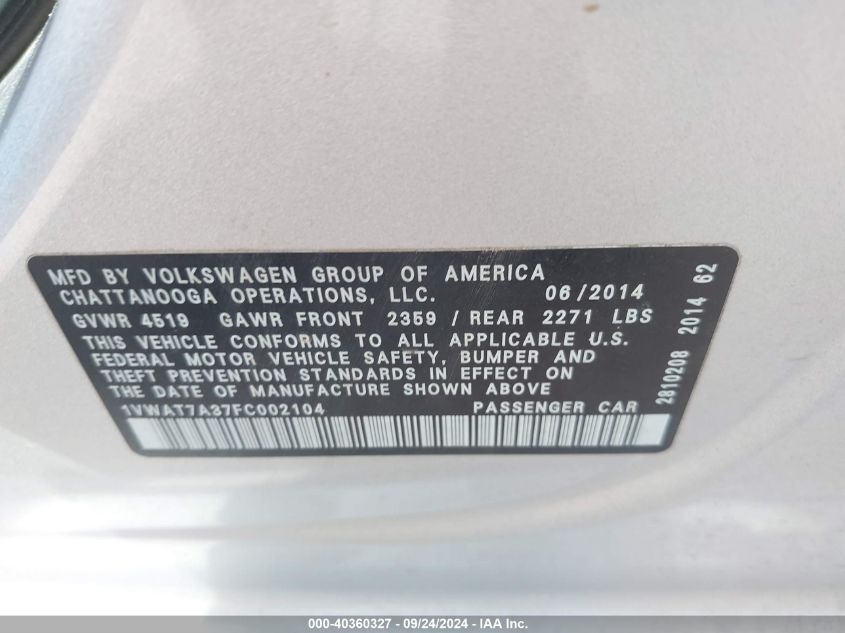 MFD BY VOLKSWAGEN GROUP OF AMERICA
CHATTANOOGA OPERATIONS, LLC. 06/2014
GVWR 4519 GAWR FRONT 2359 / REAR 2271 LBS
THIS VEHICLE CONFORMS TO ALL APPLICABLE U.S.
FEDERAL MOTOR VEHICLE SAFETY, BUMPER AND
THEFT PREVENTION STANDARDS IN EFFECT ON
THE DATE OF MANUFACTURE SHOWN ABOVE
1VWAT7A37FC002104 PASSENGER CAR
2810208 2014 62
000-40360327 - 09/24/2024 - IAA Inc.